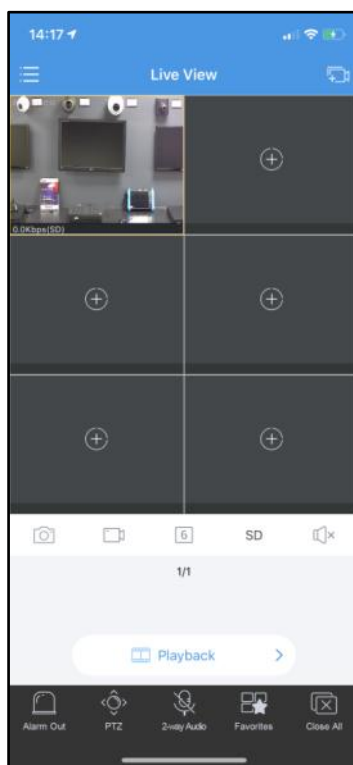 14:17
Live View
0.0Kbps(SD)
6
SD
1/1
Playback
Alarm Out
PTZ
2-way Audio
Favorites
Close All